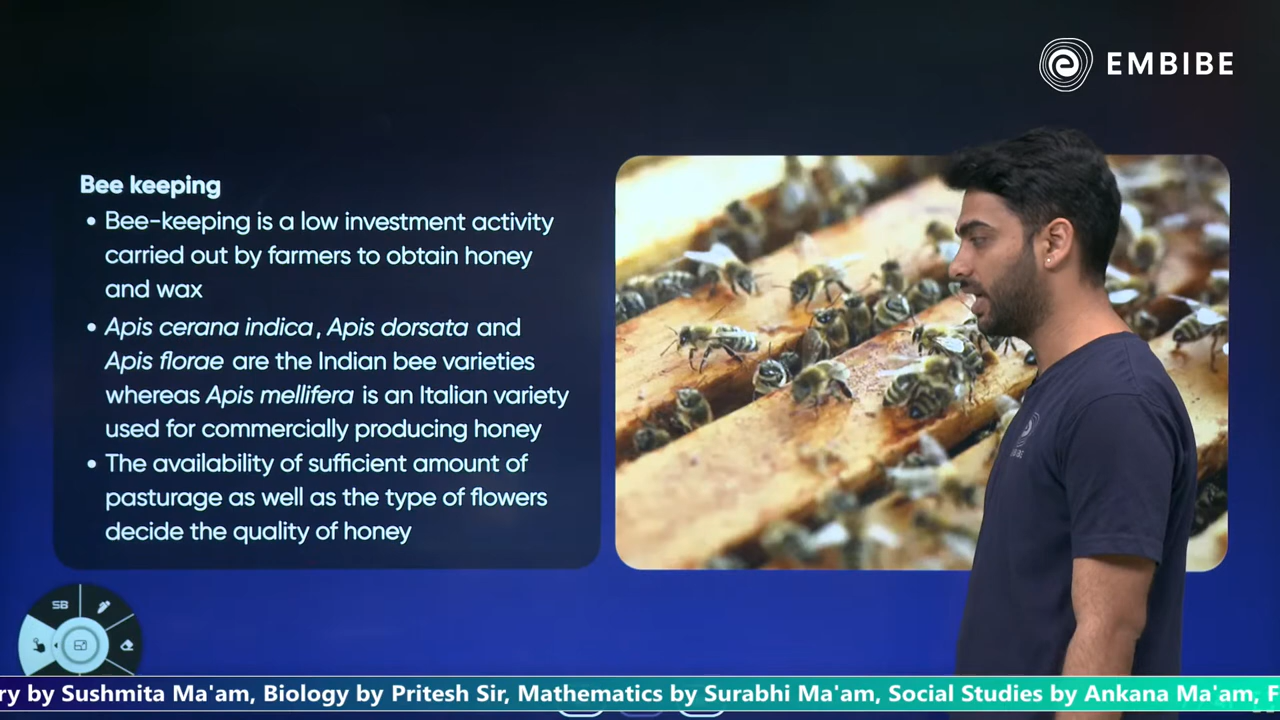 EMBIBE
Bee keeping
• Bee-keeping is a low investment activity
carried out by farmers to obtain honey
and wax
• Apis cerana indica, Apis dorsata and
Apis florae are the Indian bee varieties
whereas Apis mellifera is an Italian variety
used for commercially producing honey
• The availability of sufficient amount of
pasturage as well as the type of flowers
decide the quality of honey
SB
ry by Sushmita Ma'am, Biology by Pritesh Sir, Mathematics by Surabhi Ma'am, Social Studies by Ankana Ma'am, F